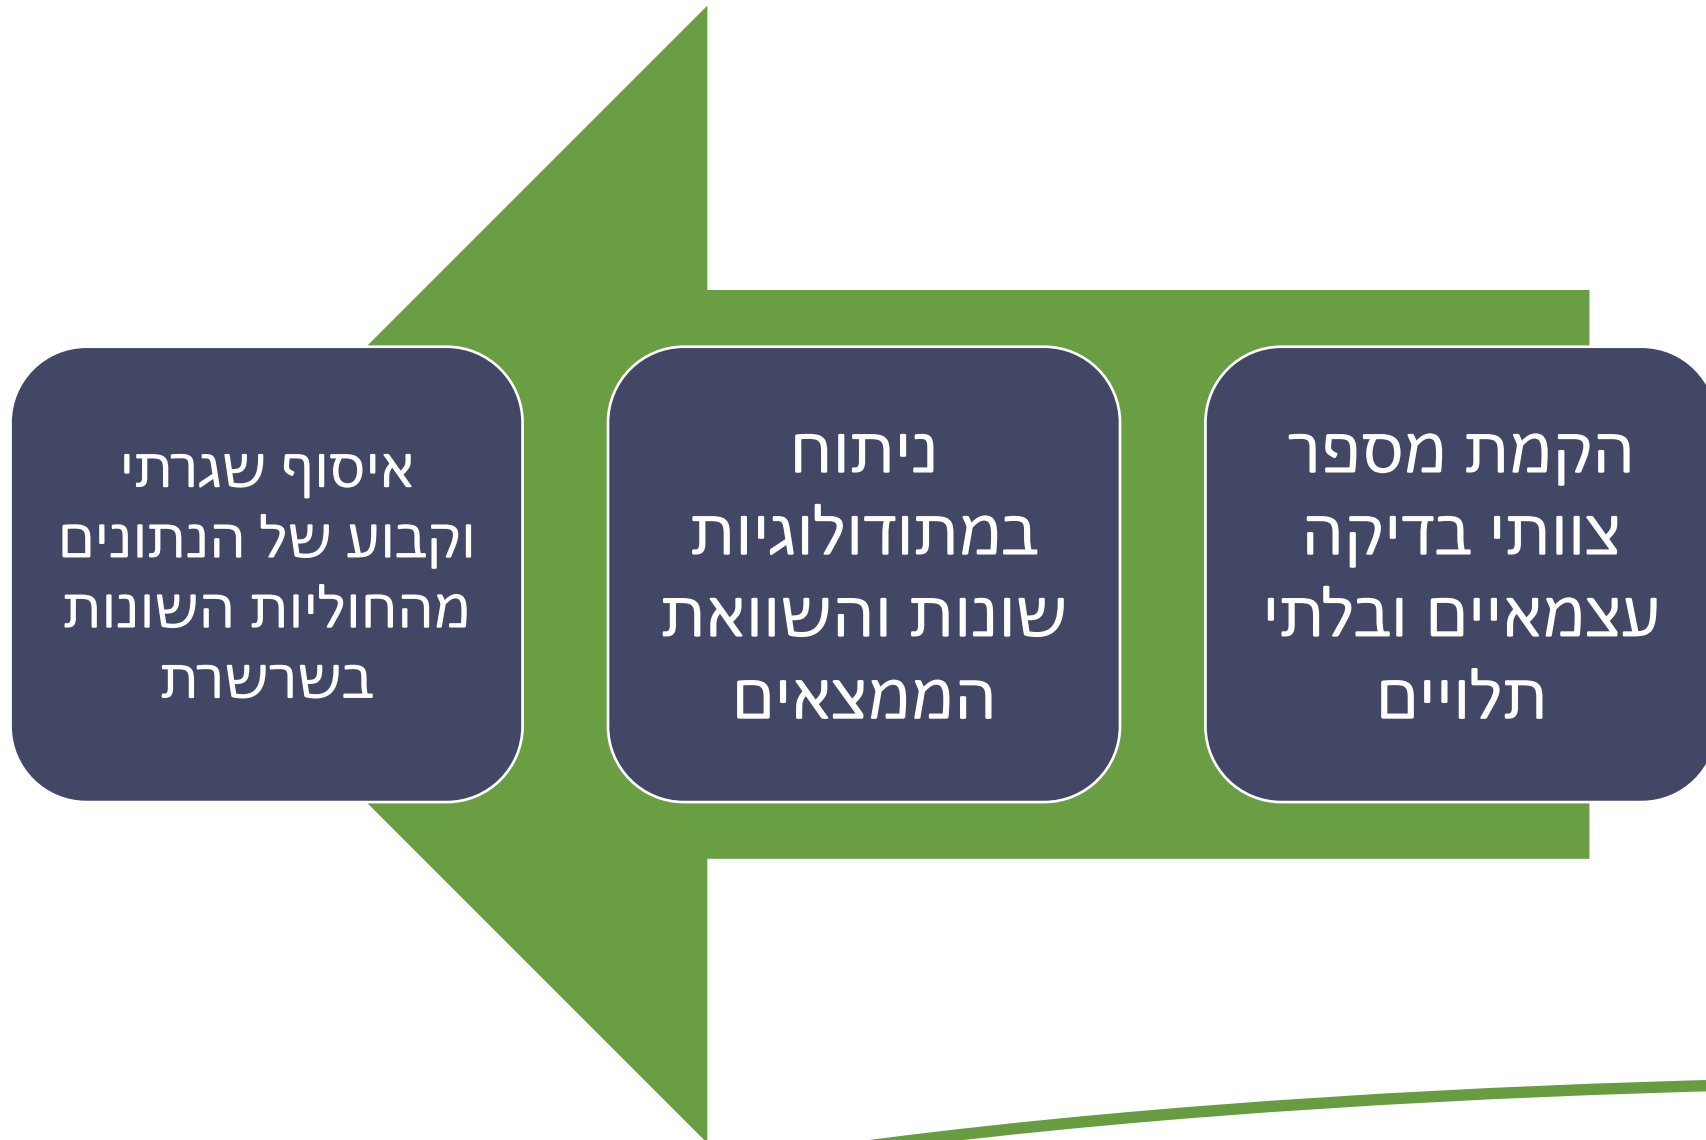 הקמת מספר
צוותי בדיקה
עצמאיים ובלתי
תלויים
ניתוח
במתודולוגיות
שונות והשוואת
הממצאים
איסוף שגרתי
וקבוע של הנתונים
מהחוליות השונות
בשרשרת